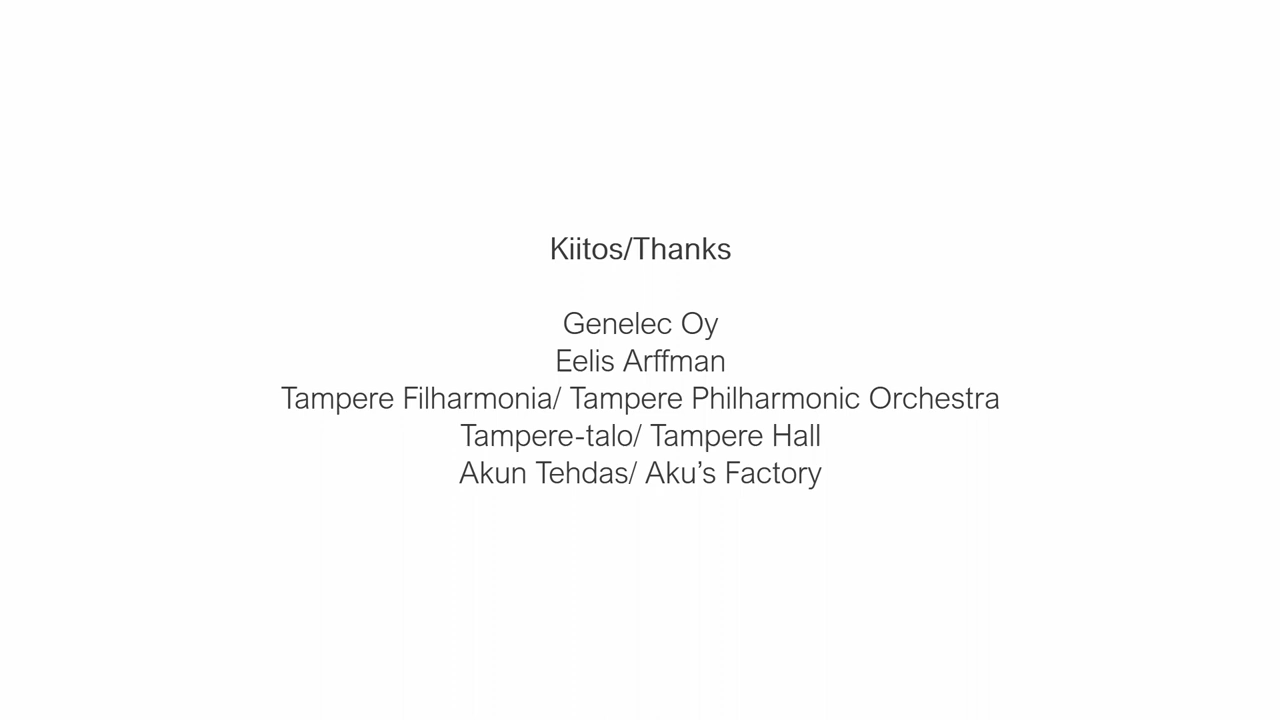 Kiitos/Thanks
Genelec Oy
Eelis Arffman
Tampere Filharmonia/ Tampere Philharmonic Orchestra
Tampere-talo/ Tampere Hall
Akun Tehdas/ Aku’s Factory